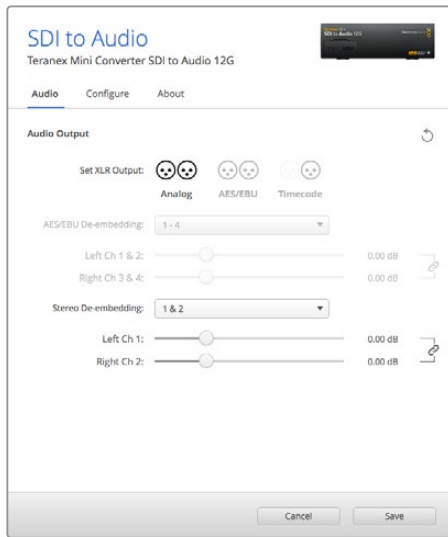 SDI to Audio
Teranex Mini Converter SDI to Audio 12G
Audio Configure About
Audio Output
Set XLR Output:
Analog AES/EBU Timecode
AES/EBU De-embedding: 1 - 4
Left Ch 1 & 2: 0.00 dB
Right Ch 3 & 4: 0.00 dB
Stereo De-embedding: 1 & 2
Left Ch 1: 0.00 dB
Right Ch 2: 0.00 dB
Cancel Save